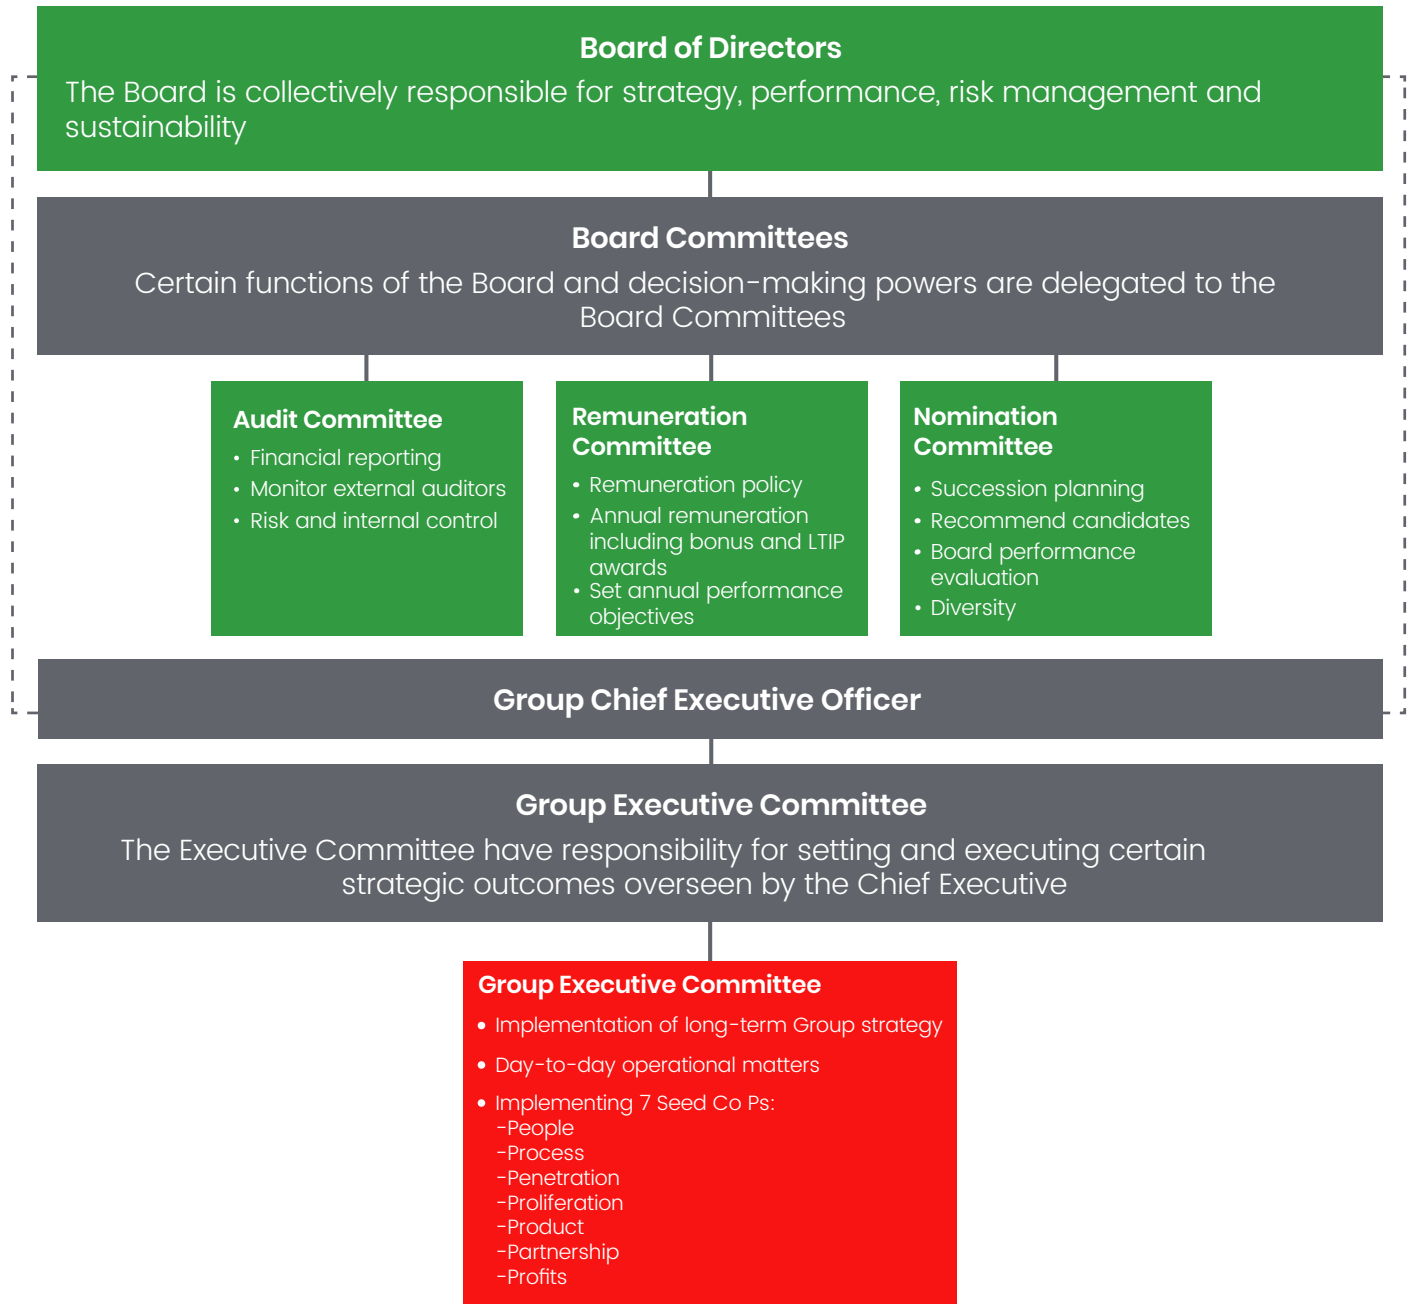 Board of Directors
The Board is collectively responsible for strategy, performance, risk management and
sustainability
Board Committees
Certain functions of the Board and decision-making powers are delegated to the
Board Committees
Audit Committee
• Financial reporting
• Monitor external auditors
• Risk and internal control
Remuneration
Committee
• Remuneration policy
• Annual remuneration
including bonus and LTIP
awards
• Set annual performance
objectives
Nomination
Committee
• Succession planning
• Recommend candidates
• Board performance
evaluation
• Diversity
Group Chief Executive Officer
Group Executive Committee
The Executive Committee have responsibility for setting and executing certain
strategic outcomes overseen by the Chief Executive
Group Executive Committee
• Implementation of long-term Group strategy
• Day-to-day operational matters
• Implementing 7 Seed Co Ps:
-People
-Process
-Penetration
-Proliferation
-Product
-Partnership
-Profits